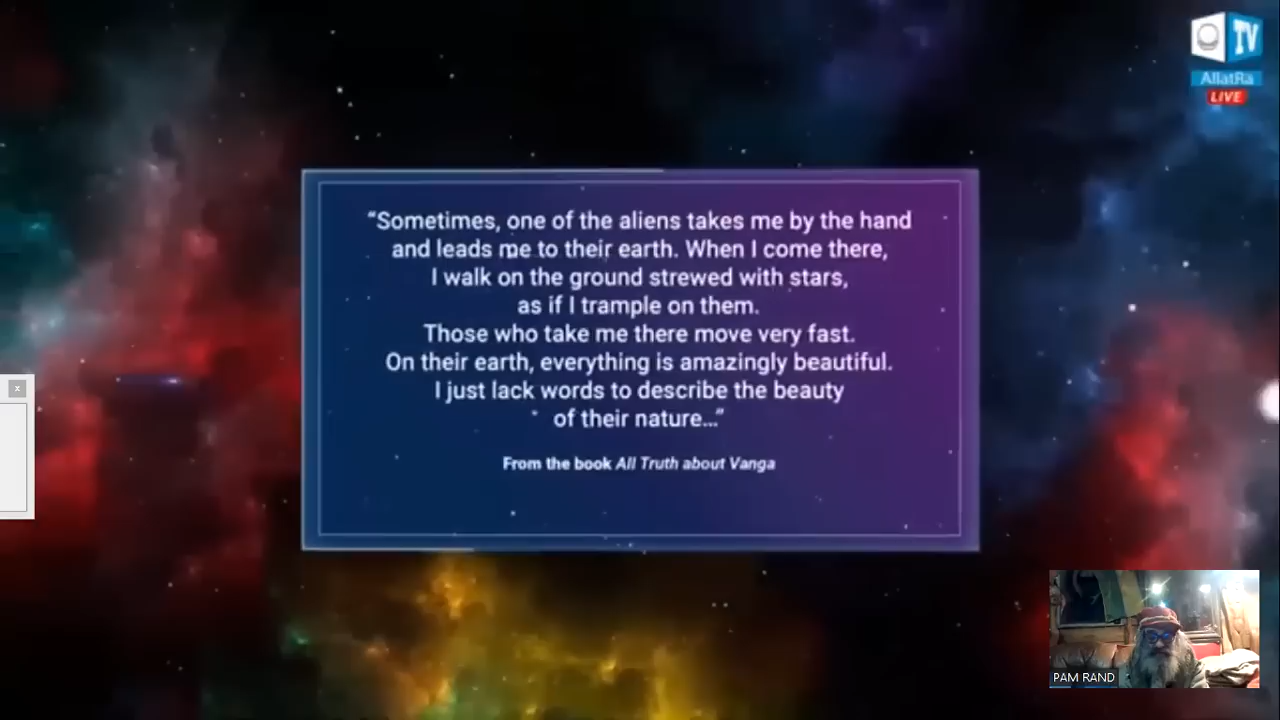 TV
AllatRa
LIVE
“Sometimes, one of the aliens takes me by the hand
and leads me to their earth. When I come there,
I walk on the ground strewed with stars,
as if I trample on them.
Those who take me there move very fast.
On their earth, everything is amazingly beautiful.
I just lack words to describe the beauty
of their nature...”
From the book All Truth about Vanga
x
PAM RAND